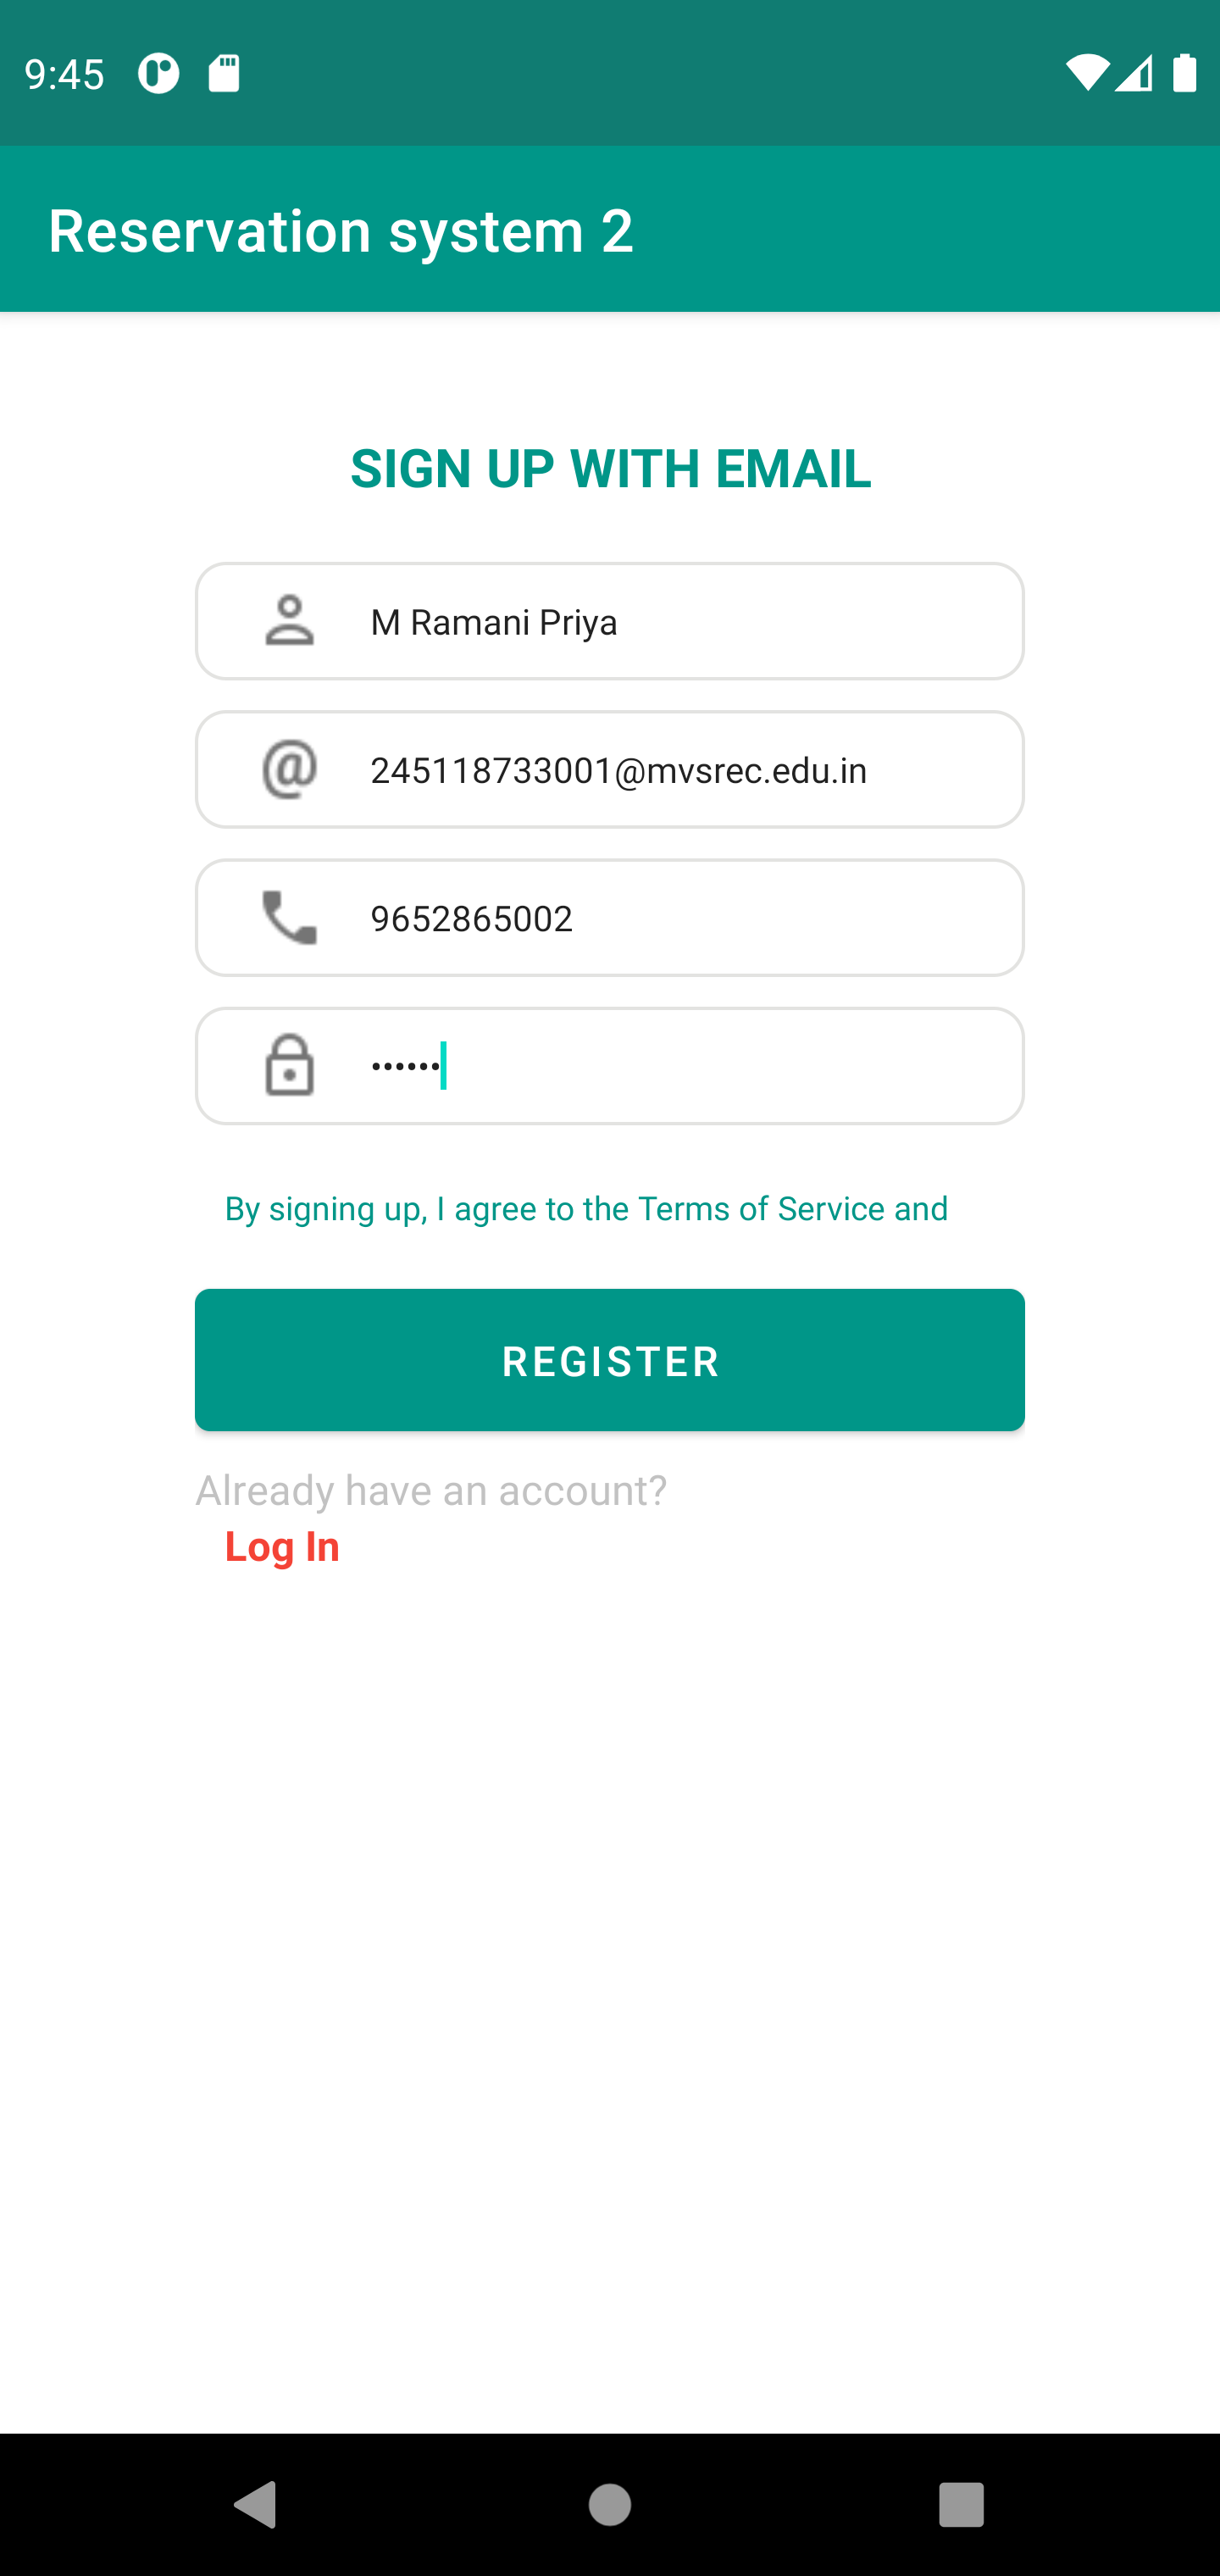 9:45
Reservation system 2
SIGN UP WITH EMAIL
M Ramani Priya
245118733001@mvsrec.edu.in
9652865002
••••••
By signing up, I agree to the Terms of Service and
REGISTER
Already have an account?
Log In